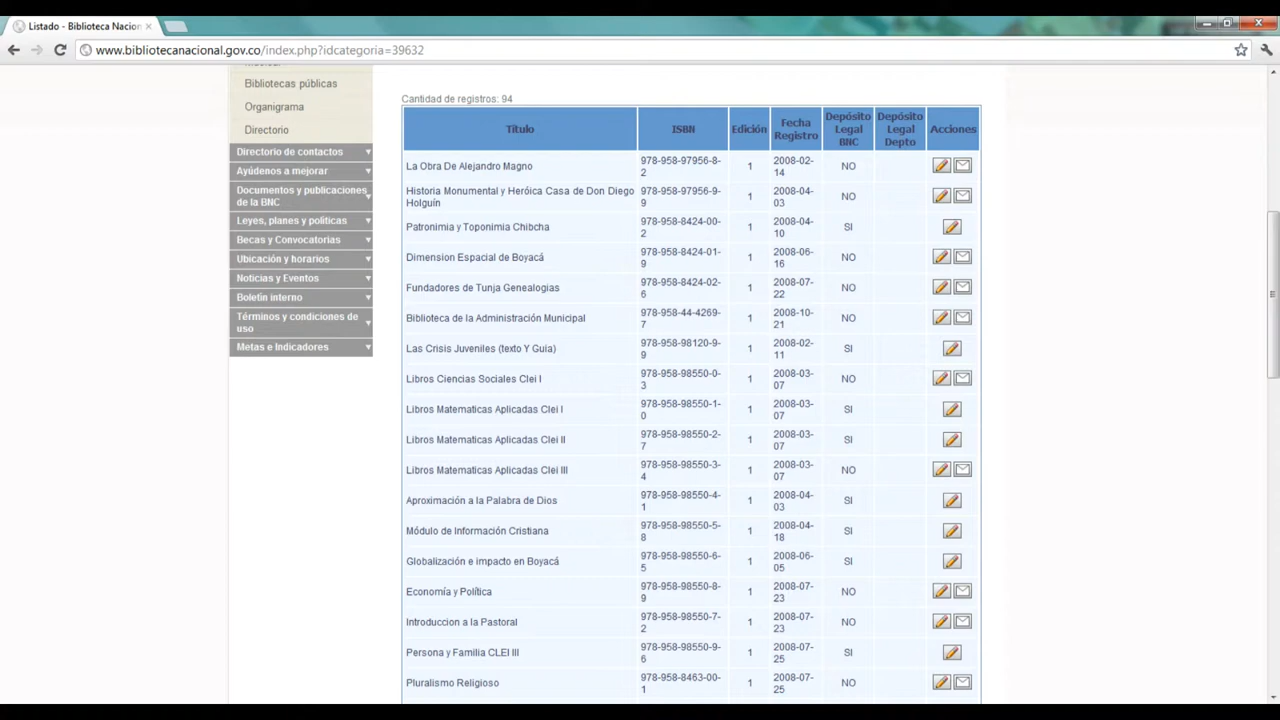 Listado - Biblioteca Nacion
www.bibliotecanacional.gov.co/index.php?idcategoria=39632
Bibliotecas públicas
Organigrama
Directorio
Directorio de contactos
Ayúdenos a mejorar
Documentos y publicaciones
de la BNC
Leyes, planes y políticas
Becas y Convocatorias
Ubicación y horarios
Noticias y Eventos
Boletín interno
Términos y condiciones de
uso
Metas e Indicadores
Cantidad de registros: 94
Título ISBN Edición Fecha Registro Depósito Legal BNC Depósito Legal Depto Acciones
La Obra De Alejandro Magno 978-958-97956-8-2 1 2008-02-14 NO
Historia Monumental y Heróica Casa de Don Diego Holguín 978-958-97956-9-9 1 2008-04-03 NO
Patronimia y Toponimia Chibcha 978-958-8424-00-2 1 2008-04-10 SI
Dimension Espacial de Boyacá 978-958-8424-01-9 1 2008-06-16 NO
Fundadores de Tunja Genealogias 978-958-8424-02-6 1 2008-07-22 NO
Biblioteca de la Administración Municipal 978-958-44-4269-7 1 2008-10-21 NO
Las Crisis Juveniles (texto Y Guia) 978-958-98120-9-9 1 2008-02-11 SI
Libros Ciencias Sociales Clei I 978-958-98550-0-3 1 2008-03-07 NO
Libros Matematicas Aplicadas Clei I 978-958-98550-1-0 1 2008-03-07 SI
Libros Matematicas Aplicadas Clei II 978-958-98550-2-7 1 2008-03-07 SI
Libros Matematicas Aplicadas Clei III 978-958-98550-3-4 1 2008-03-07 NO
Aproximación a la Palabra de Dios 978-958-98550-4-1 1 2008-04-03 SI
Módulo de Información Cristiana 978-958-98550-5-8 1 2008-04-18 SI
Globalización e impacto en Boyacá 978-958-98550-6-5 1 2008-06-05 SI
Economía y Política 978-958-98550-8-9 1 2008-07-23 NO
Introduccion a la Pastoral 978-958-98550-7-2 1 2008-07-23 NO
Persona y Familia CLEI III 978-958-98550-9-6 1 2008-07-25 SI
Pluralismo Religioso 978-958-8463-00-1 1 2008-07-25 NO